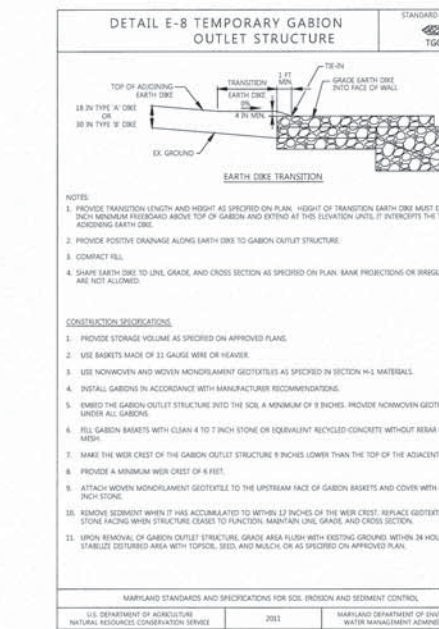 DETAIL E-8 TEMPORARY GABION
OUTLET STRUCTURE
STANDARD
TGO
TIE-IN
TRANSITION
1 FT
MIN.
GRADE EARTH DIKE
INTO FACE OF WALL
TOP OF ADJOINING
EARTH DIKE
EARTH DIKE
0%
18 IN TYPE 'A' DIKE
OR
30 IN TYPE 'B' DIKE
4 IN MIN.
EX. GROUND
EARTH DIKE TRANSITION
NOTES:
1. PROVIDE TRANSITION LENGTH AND HEIGHT AS SPECIFIED ON PLAN. HEIGHT OF TRANSITION EARTH DIKE MUST
INCH MINIMUM FREEBOARD ABOVE TOP OF GABION AND EXTEND AT THIS ELEVATION UNTIL IT INTERCEPTS THE
ADJOINING EARTH DIKE.
2. PROVIDE POSITIVE DRAINAGE ALONG EARTH DIKE TO GABION OUTLET STRUCTURE.
3. COMPACT FILL.
4. SHAPE EARTH DIKE TO LINE, GRADE, AND CROSS SECTION AS SPECIFIED ON PLAN. BANK PROJECTIONS OR IRREGU
ARE NOT ALLOWED.
CONSTRUCTION SPECIFICATIONS
1. PROVIDE STORAGE VOLUME AS SPECIFIED ON APPROVED PLANS.
2. USE BASKETS MADE OF 11 GAUGE WIRE OR HEAVIER.
3. USE NONWOVEN AND WOVEN MONOFILAMENT GEOTEXTILES AS SPECIFIED IN SECTION H-1 MATERIALS.
4. INSTALL GABIONS IN ACCORDANCE WITH MANUFACTURER RECOMMENDATIONS.
5. EMBED THE GABION OUTLET STRUCTURE INTO THE SOIL A MINIMUM OF 9 INCHES. PROVIDE NONWOVEN GEOTE
UNDER ALL GABIONS.
6. FILL GABION BASKETS WITH CLEAN 4 TO 7 INCH STONE OR EQUIVALENT RECYCLED CONCRETE WITHOUT REBAR
MESH.
7. MAKE THE WEIR CREST OF THE GABION OUTLET STRUCTURE 9 INCHES LOWER THAN THE TOP OF THE ADJACENT
8. PROVIDE A MINIMUM WEIR CREST OF 6 FEET.
9. ATTACH WOVEN MONOFILAMENT GEOTEXTILE TO THE UPSTREAM FACE OF GABION BASKETS AND COVER WITH
INCH STONE.
10. REMOVE SEDIMENT WHEN IT HAS ACCUMULATED TO WITHIN 12 INCHES OF THE WEIR CREST. REPLACE GEOTEXT
STONE FACING WHEN STRUCTURE CEASES TO FUNCTION. MAINTAIN LINE, GRADE, AND CROSS SECTION.
11. UPON REMOVAL OF GABION OUTLET STRUCTURE, GRADE AREA FLUSH WITH EXISTING GROUND. WITHIN 24 HOU
STABILIZE DISTURBED AREA WITH TOPSOIL, SEED, AND MULCH, OR AS SPECIFIED ON APPROVED PLAN.
MARYLAND STANDARDS AND SPECIFICATIONS FOR SOIL EROSION AND SEDIMENT CONTROL
U.S. DEPARTMENT OF AGRICULTURE
NATURAL RESOURCES CONSERVATION SERVICE
2011
MARYLAND DEPARTMENT OF ENV
WATER MANAGEMENT ADMINI